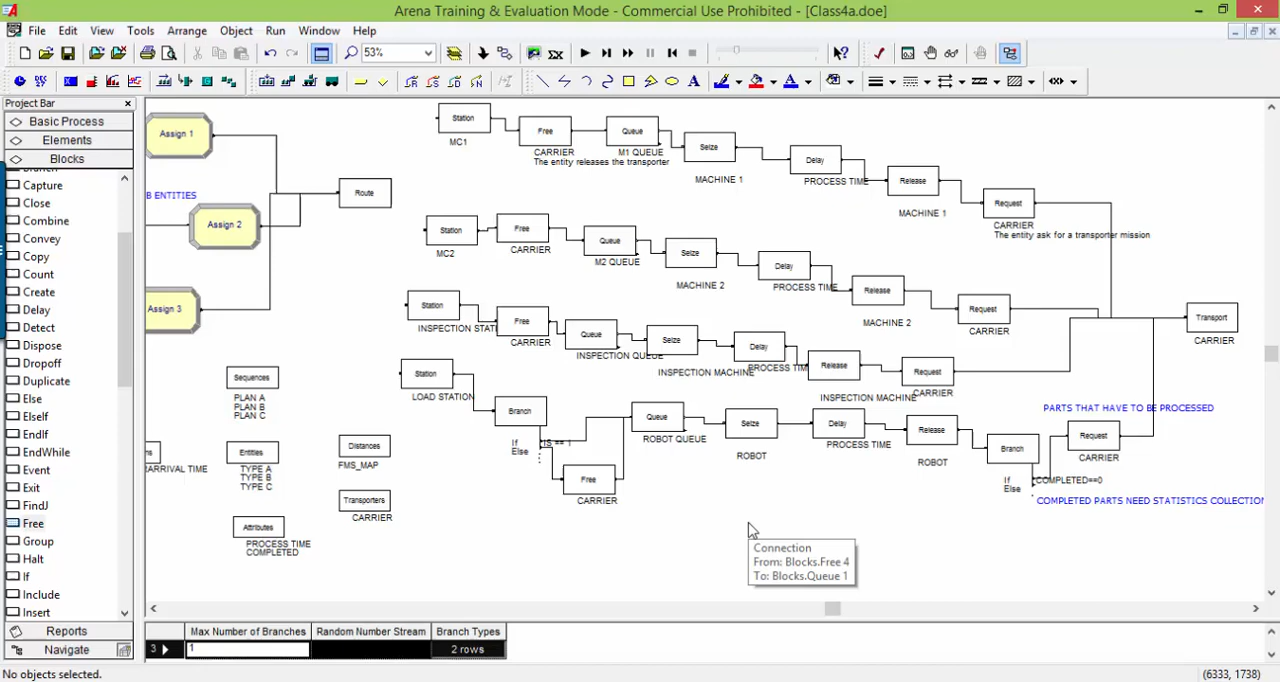 Arena Training & Evaluation Mode - Commercial Use Prohibited - [Class4a.doe]
File Edit View Tools Arrange Object Run Window Help
53%
Project Bar
Basic Process
Elements
Blocks
Capture
Close
Combine
Convey
Copy
Count
Create
Delay
Detect
Dispose
Dropoff
Duplicate
Else
ElseIf
EndIf
EndWhile
Event
Exit
FindJ
Free
Group
Halt
If
Include
Insert
Reports
Navigate
Assign 1
B ENTITIES
Assign 2
Assign 3
Route
Station
MC1
Free
CARRIER
The entity releases the transporter
Queue
M1 QUEUE
Seize
MACHINE 1
Delay
PROCESS TIME
Release
MACHINE 1
Request
CARRIER
The entity ask for a transporter mission
Station
MC2
Free
CARRIER
Queue
M2 QUEUE
Seize
MACHINE 2
Delay
PROCESS TIME
Release
MACHINE 2
Request
CARRIER
Transport
CARRIER
Station
INSPECTION STATI
Free
CARRIER
Queue
INSPECTION QUEUE
Seize
INSPECTION MACHINE
Delay
PROCESS TIM
Release
INSPECTION MACHINE
Request
CARRIER
Station
LOAD STATION
Branch
If IS == 1
Else
Free
CARRIER
Queue
ROBOT QUEUE
Seize
ROBOT
Delay
PROCESS TIME
Release
ROBOT
Branch
If COMPLETED==0
Else
PARTS THAT HAVE TO BE PROCESSED
Request
CARRIER
COMPLETED PARTS NEED STATISTICS COLLECTION
Sequences
PLAN A
PLAN B
PLAN C
ns
RARRIVAL TIME
Entities
TYPE A
TYPE B
TYPE C
Attributes
PROCESS TIME
COMPLETED
Distances
FMS_MAP
Transporters
CARRIER
Connection
From: Blocks.Free 4
To: Blocks.Queue 1
Max Number of Branches Random Number Stream Branch Types
3 1 2 rows
No objects selected.
(6333, 1738)